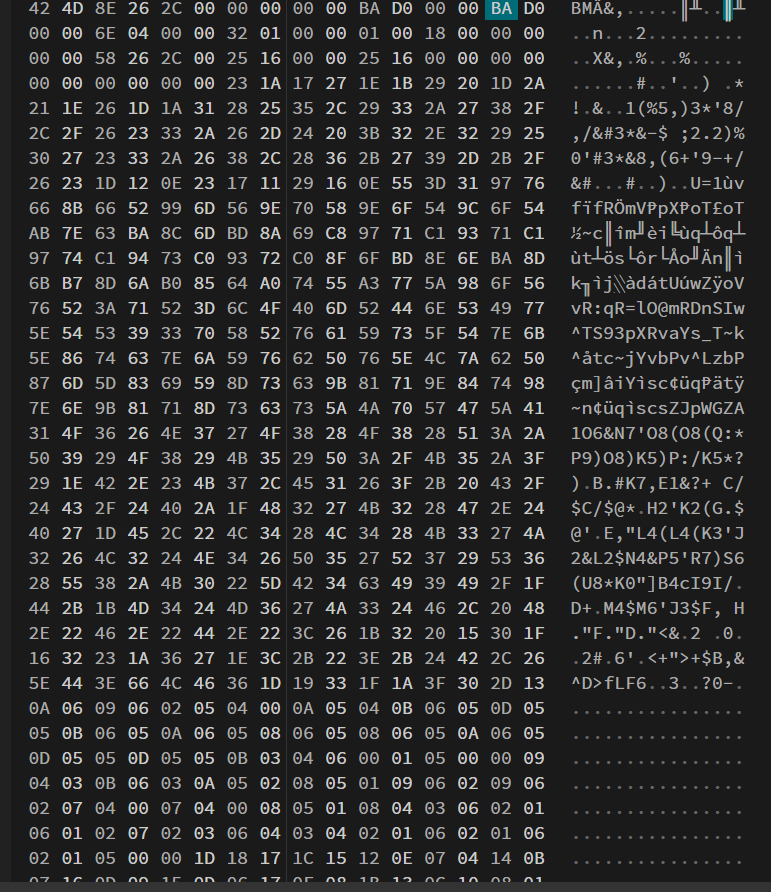 42 4D 8E 26 2C 00 00 00 00 00 BA D0 00 00 BA D0 BMÄ&,.....║╨..║╨
00 00 6E 04 00 00 32 01 00 00 01 00 18 00 00 00 ..n...2.........
00 00 58 26 2C 00 25 16 00 00 25 16 00 00 00 00 ..X&,.%...%.....
00 00 00 00 00 00 23 1A 17 27 1E 1B 29 20 1D 2A ......#..'..) .*
21 1E 26 1D 1A 31 28 25 35 2C 29 33 2A 27 38 2F !.&..1(%5,)3*'8/
2C 2F 26 23 33 2A 26 2D 24 20 3B 32 2E 32 29 25 ,/&#3*&-$ ;2.2)%
30 27 23 33 2A 26 38 2C 28 36 2B 27 39 2D 2B 2F 0'#3*&8,(6+'9-+/
26 23 1D 12 0E 23 17 11 29 16 0E 55 3D 31 97 76 &#...#..)..U=1ùv
66 8B 66 52 99 6D 56 9E 70 58 9E 6F 54 9C 6F 54 fïfRÖmV₧pX₧oT£oT
AB 7E 63 BA 8C 6D BD 8A 69 C8 97 71 C1 93 71 C1 ½~c║îm╜èi╚ùq┴ôq┴
97 74 C1 94 73 C0 93 72 C0 8F 6F BD 8E 6E BA 8D ùt┴ös└ôr└Åo╜Än║ì
6B B7 8D 6A B0 85 64 A0 74 55 A3 77 5A 98 6F 56 k╖ìj░àdátUúwZÿoV
76 52 3A 71 52 3D 6C 4F 40 6D 52 44 6E 53 49 77 vR:qR=lO@mRDnSIw
5E 54 53 39 33 70 58 52 76 61 59 73 5F 54 7E 6B ^TS93pXRvaYs_T~k
5E 86 74 63 7E 6A 59 76 62 50 76 5E 4C 7A 62 50 ^åtc~jYvbPv^LzbP
87 6D 5D 83 69 59 8D 73 63 9B 81 71 9E 84 74 98 çm]âiYìsc¢üq₧ätÿ
7E 6E 9B 81 71 8D 73 63 73 5A 4A 70 57 47 5A 41 ~n¢üqìscsZJpWGZA
31 4F 36 26 4E 37 27 4F 38 28 4F 38 28 51 3A 2A 1O6&N7'O8(O8(Q:*
50 39 29 4F 38 29 4B 35 29 50 3A 2F 4B 35 2A 3F P9)O8)K5)P:/K5*?
29 1E 42 2E 23 4B 37 2C 45 31 26 3F 2B 20 43 2F ).B.#K7,E1&?+ C/
24 43 2F 24 40 2A 1F 48 32 27 4B 32 28 47 2E 24 $C/$@*.H2'K2(G.$
40 27 1D 45 2C 22 4C 34 28 4C 34 28 4B 33 27 4A @'.E,"L4(L4(K3'J
32 26 4C 32 24 4E 34 26 50 35 27 52 37 29 53 36 2&L2$N4&P5'R7)S6
28 55 38 2A 4B 30 22 5D 42 34 63 49 39 49 2F 1F (U8*K0"]B4cI9I/.
44 2B 1B 4D 34 24 4D 36 27 4A 33 24 46 2C 20 48 D+.M4$M6'J3$F, H
2E 22 46 2E 22 44 2E 22 3C 26 1B 32 20 15 30 1F ."F."D."<&.2 .0.
16 32 23 1A 36 27 1E 3C 2B 22 3E 2B 24 42 2C 26 .2#.6'.<+">+$B,&
5E 44 3E 66 4C 46 36 1D 19 33 1F 1A 3F 30 2D 13 ^D>fLF6..3..?0-.
0A 06 09 06 02 05 04 00 0A 05 04 0B 06 05 0D 05 ................
05 0B 06 05 0A 06 05 08 06 05 08 06 05 0A 06 05 ................
0D 05 05 0D 05 05 0B 03 04 06 00 01 05 00 00 09 ................
04 03 0B 06 03 0A 05 02 08 05 01 09 06 02 09 06 ................
02 07 04 00 07 04 00 08 05 01 08 04 03 06 02 01 ................
06 01 02 07 02 03 06 04 03 04 02 01 06 02 01 06 ................
02 01 05 00 00 1D 18 17 1C 15 12 0E 07 04 14 0B ................